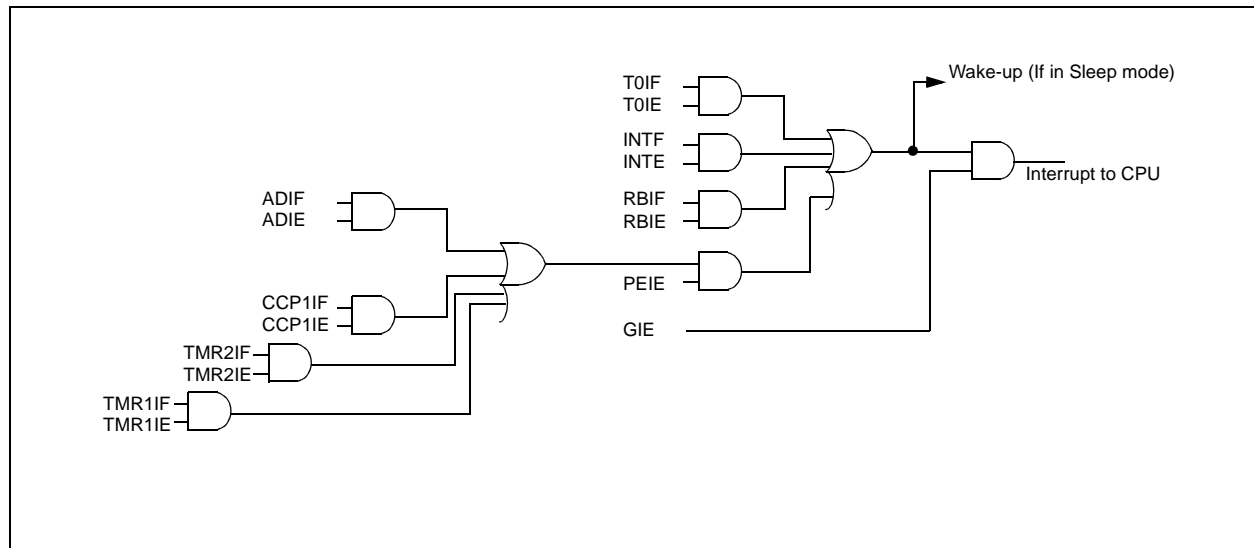 Wake-up (If in Sleep mode)
T0IF
T0IE
INTF
INTE
Interrupt to CPU
RBIF
RBIE
ADIF
ADIE
PEIE
CCP1IF
CCP1IE
GIE
TMR2IF
TMR2IE
TMR1IF
TMR1IE